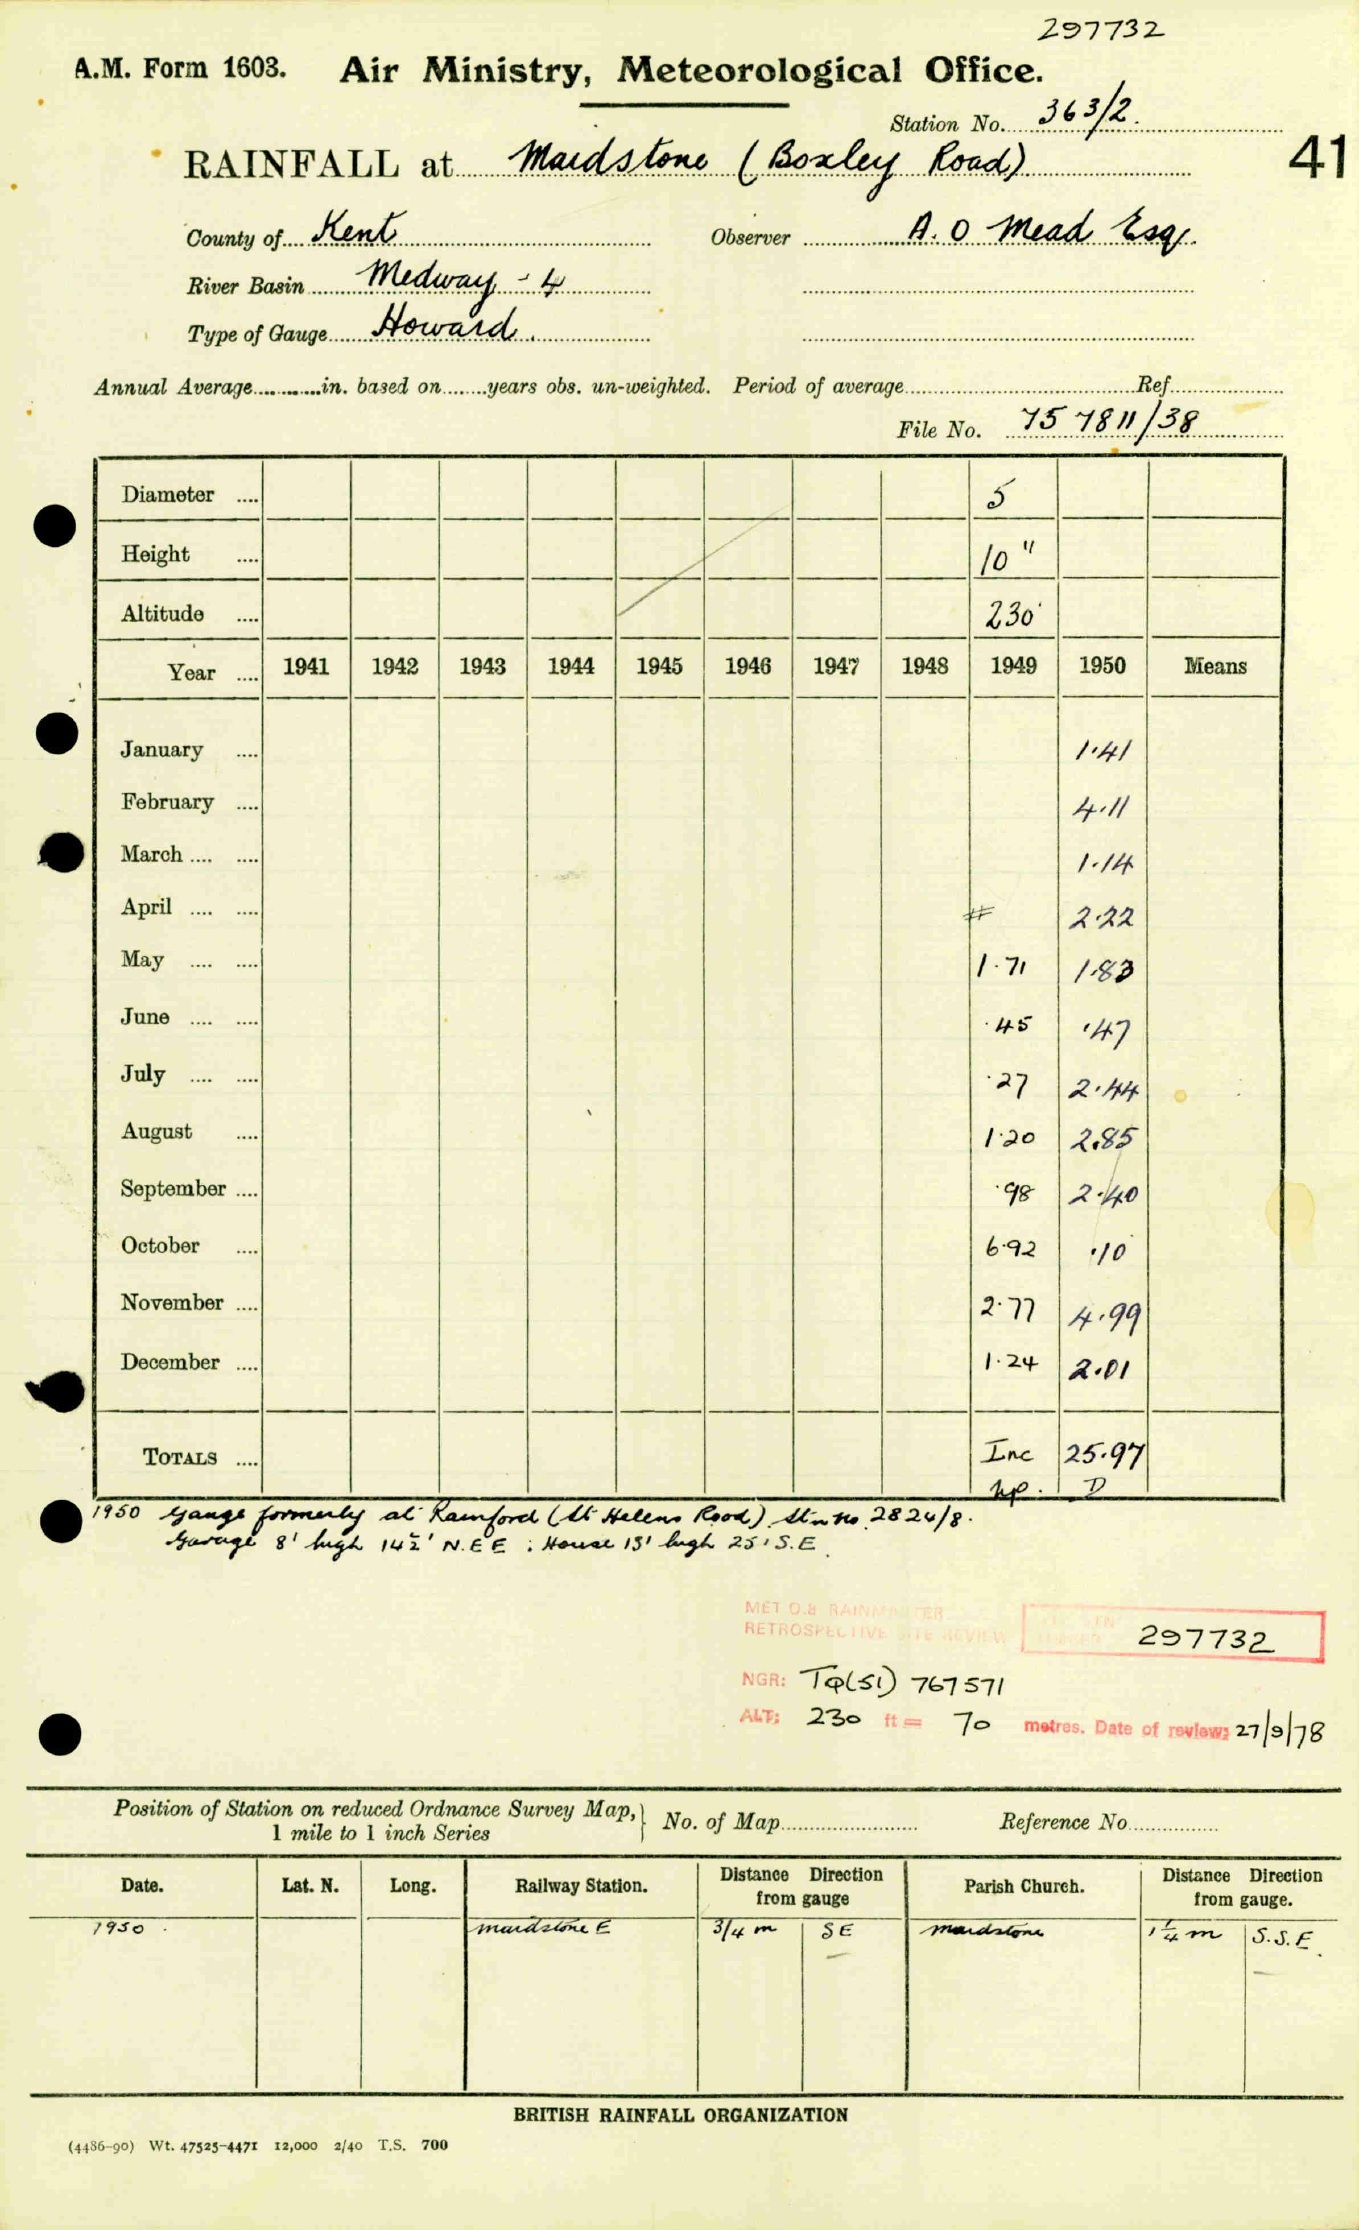 297732
A.M. Form 1603. Air Ministry, Meteorological Office.
Station No. 363/2.
RAINFALL at Maidstone (Boxley Road)
41
County of Kent Observer A. O Mead Esq.
River Basin Medway - 4
Type of Gauge Howard.
Annual Average in. based on years obs. un-weighted. Period of average Ref.
File No. 75 7811/38
Diameter .... 5
Height .... 10"
Altitude .... 230'
Year .... 1941 1942 1943 1944 1945 1946 1947 1948 1949 1950 Means
January .... 1.41
February .... 4.11
March .... .... 1.14
April .... .... # 2.22
May .... .... 1.71 1.83
June .... .... .45 .47
July .... .... .27 2.44
August .... 1.20 2.85
September .... .98 2.40
October .... 6.92 .10
November .... 2.77 4.99
December .... 1.24 2.01
TOTALS .... Inc 25.97
np. D
1950 Gauge formerly at Rainford (St Helens Road) Stn no. 2824/8.
Garage 8' high 14½' N.E E : House 13' high 25' S.E.
MET O.8 RAINMASTER
RETROSPECTIVE SITE REVIEW
297732
NGR: TQ(51) 767571
ALT: 230 ft = 70 metres. Date of review: 27/9/78
Position of Station on reduced Ordnance Survey Map, } No. of Map Reference No.
1 mile to 1 inch Series
Date. Lat. N. Long. Railway Station. Distance Direction from gauge Parish Church. Distance Direction from gauge.
1950. Maidstone E 3/4 m SE Maidstone 1¼ m S.S.E.
BRITISH RAINFALL ORGANIZATION
(4486-90) Wt. 47525-4471 12,000 2/40 T.S. 700